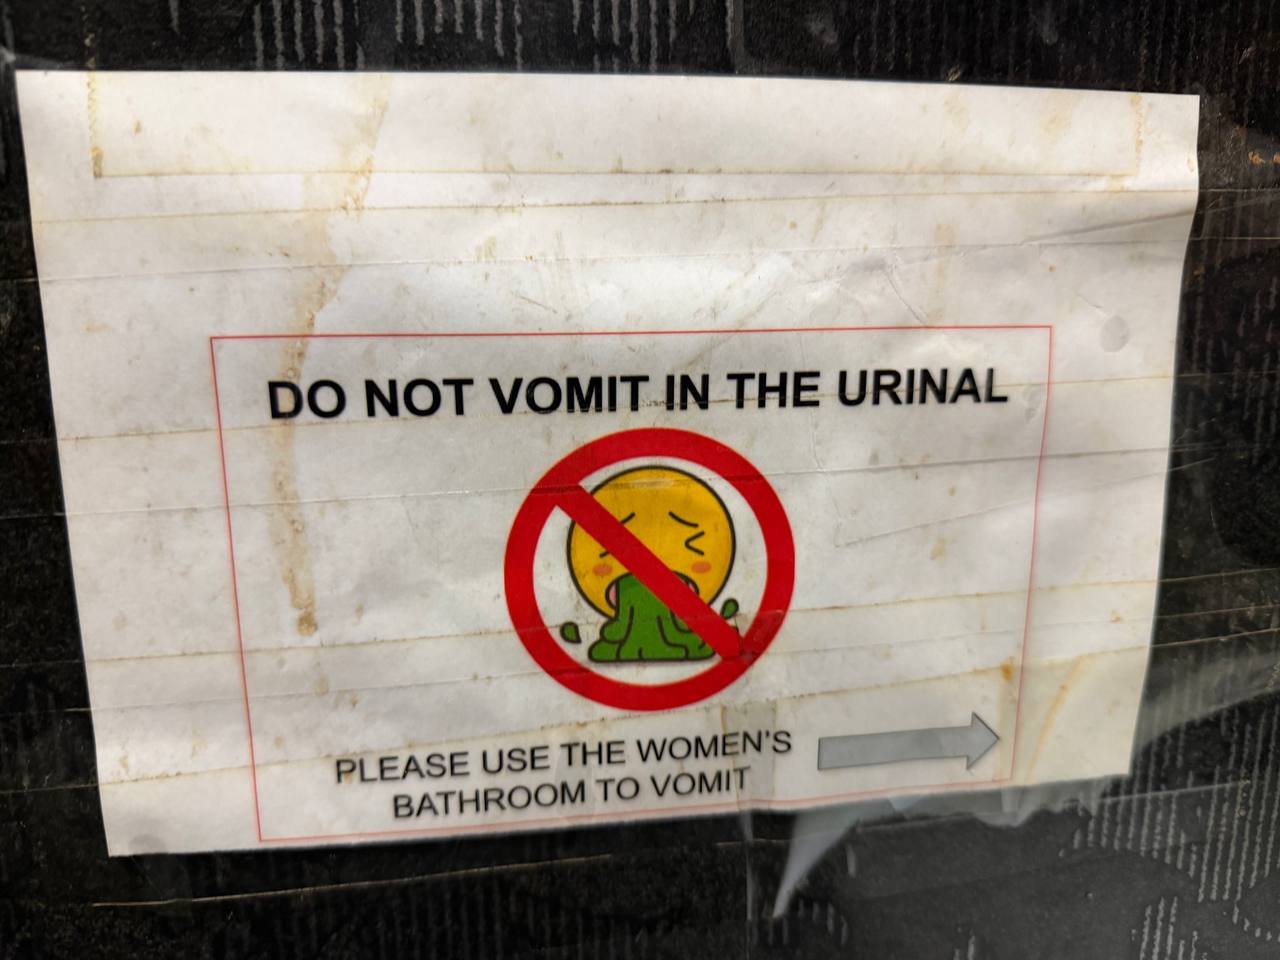 DO NOT VOMIT IN THE URINAL
PLEASE USE THE WOMEN'S
BATHROOM TO VOMIT